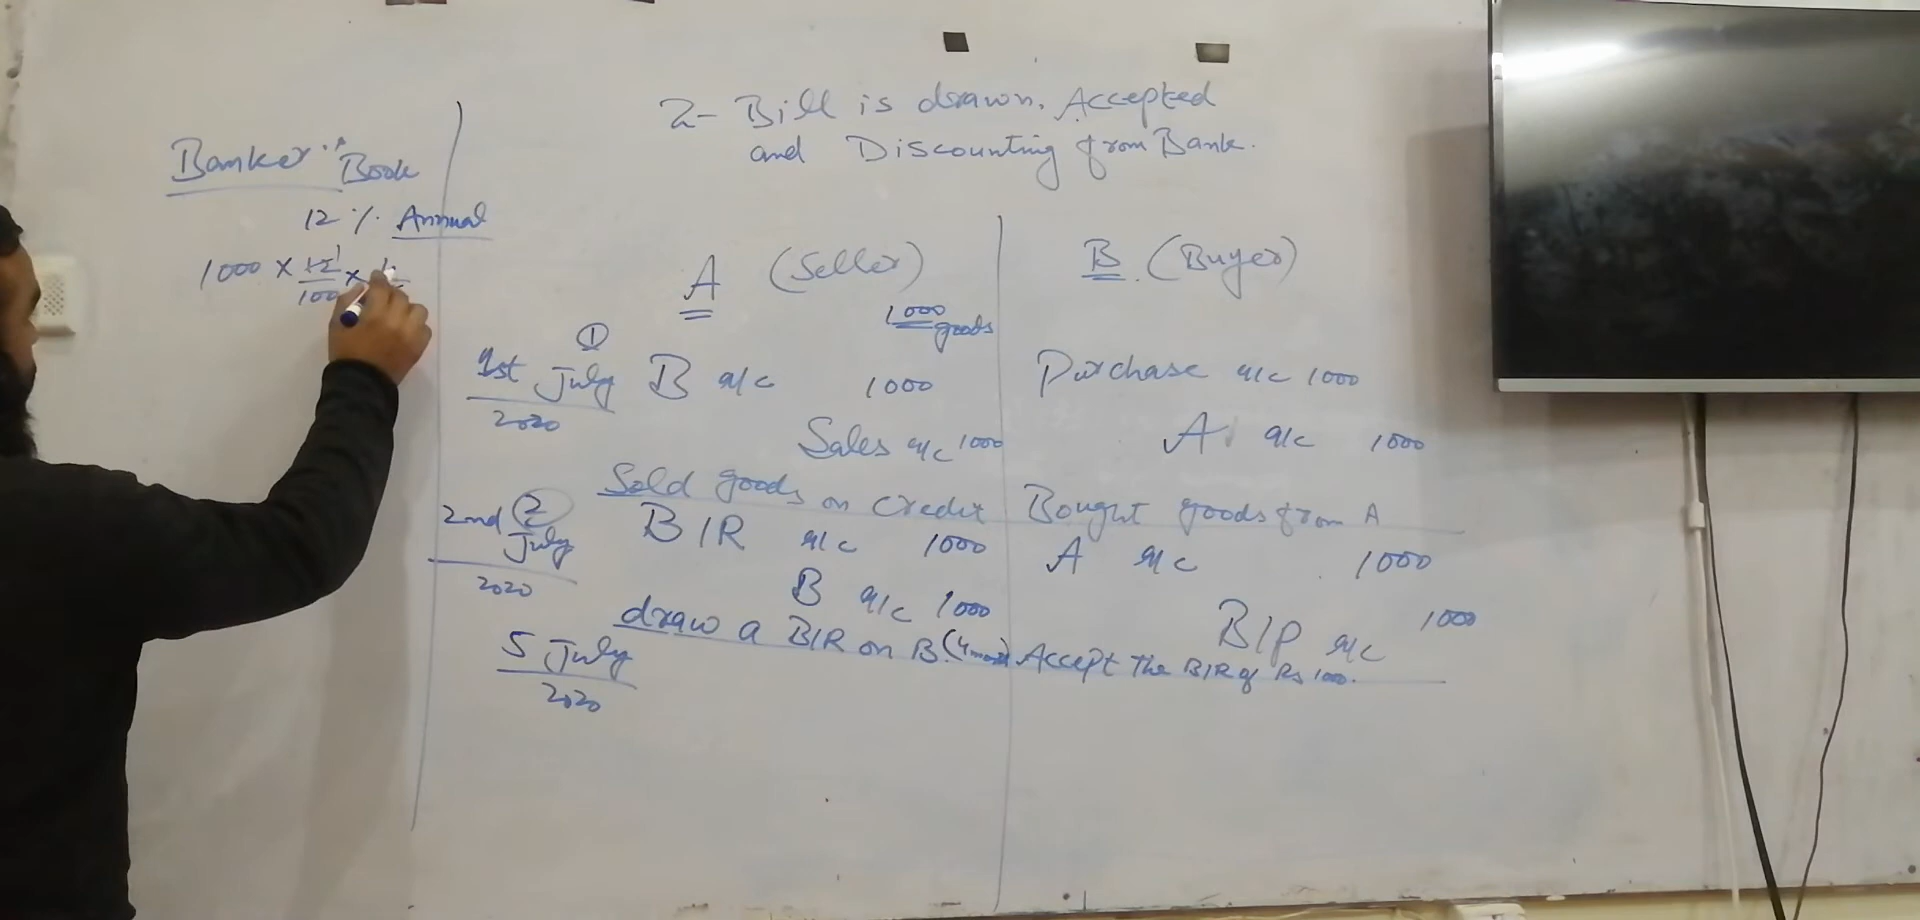 2- Bill is drawn, Accepted
and Discounting from Bank.
Banker's Book
12 % Annual
1000 × 12/100 ×
A (Seller)
1000 goods
1st July 2020 ① B a/c 1000
Sales a/c 1000
Sold goods on credit
2nd July 2020 ② B/R a/c 1000
B a/c 1000
draw a B/R on B.(4 month)
5 July
2020
B. (Buyer)
Purchase a/c 1000
A a/c 1000
Bought goods from A
A a/c 1000
B/P a/c 1000
Accept The B/R of Rs 1000.